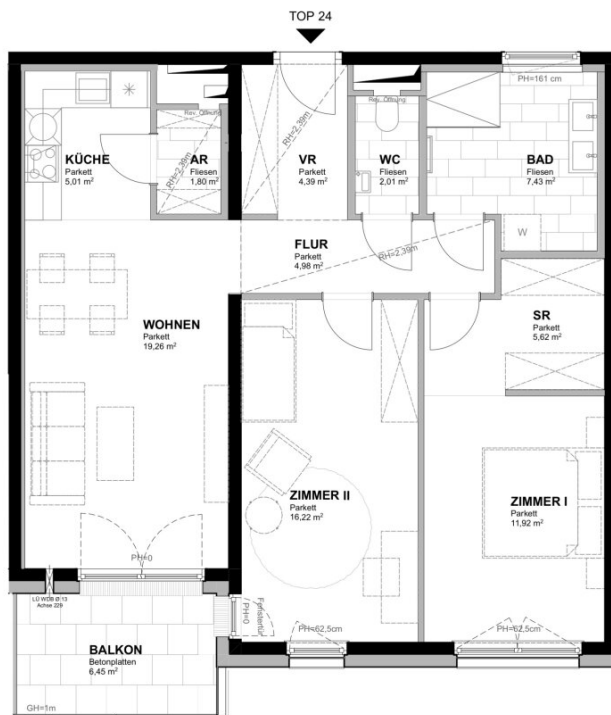 TOP 24
PH=161 cm
Rev. Öffnung
Rev. Öffnung
KÜCHE
Parkett
5,01 m²
AR
Fliesen
1,80 m²
RH=2,39m
VR
Parkett
4,39 m²
RH=2,39m
WC
Fliesen
2,01 m²
BAD
Fliesen
7,43 m²
W
FLUR
Parkett
4,98 m²
RH=2,39m
SR
Parkett
5,62 m²
WOHNEN
Parkett
19,26 m²
ZIMMER II
Parkett
16,22 m²
ZIMMER I
Parkett
11,92 m²
PH=0
LÜ WDB Ø 13
Achse 229
PH=0
Fenstertür
PH=62,5cm
PH=62,5cm
BALKON
Betonplatten
6,45 m²
GH=1m